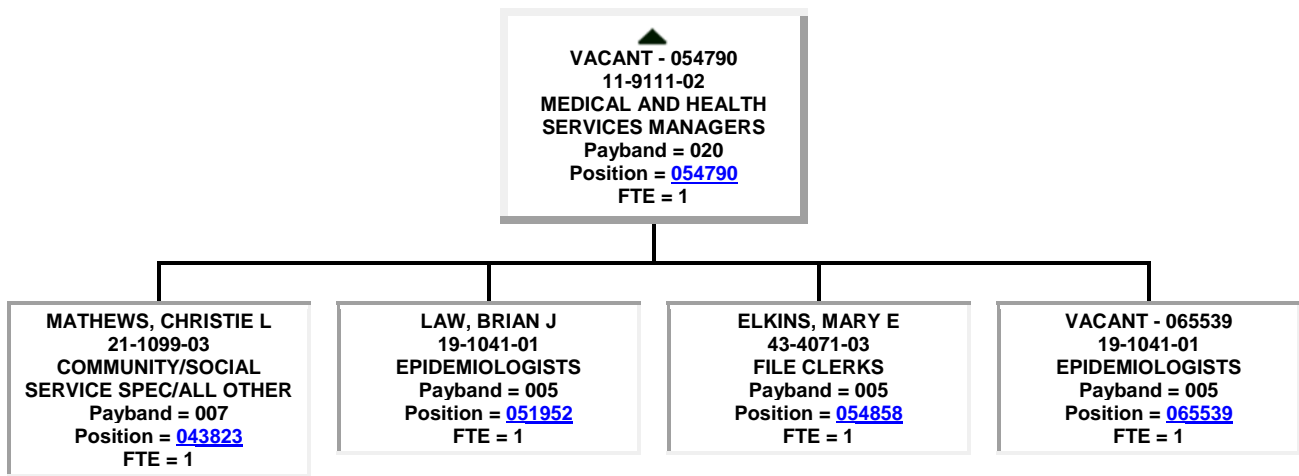 VACANT - 054790
11-9111-02
MEDICAL AND HEALTH
SERVICES MANAGERS
Payband = 020
Position = 054790
FTE = 1
MATHEWS, CHRISTIE L
21-1099-03
COMMUNITY/SOCIAL
SERVICE SPEC/ALL OTHER
Payband = 007
Position = 043823
FTE = 1
LAW, BRIAN J
19-1041-01
EPIDEMIOLOGISTS
Payband = 005
Position = 051952
FTE = 1
ELKINS, MARY E
43-4071-03
FILE CLERKS
Payband = 005
Position = 054858
FTE = 1
VACANT - 065539
19-1041-01
EPIDEMIOLOGISTS
Payband = 005
Position = 065539
FTE = 1